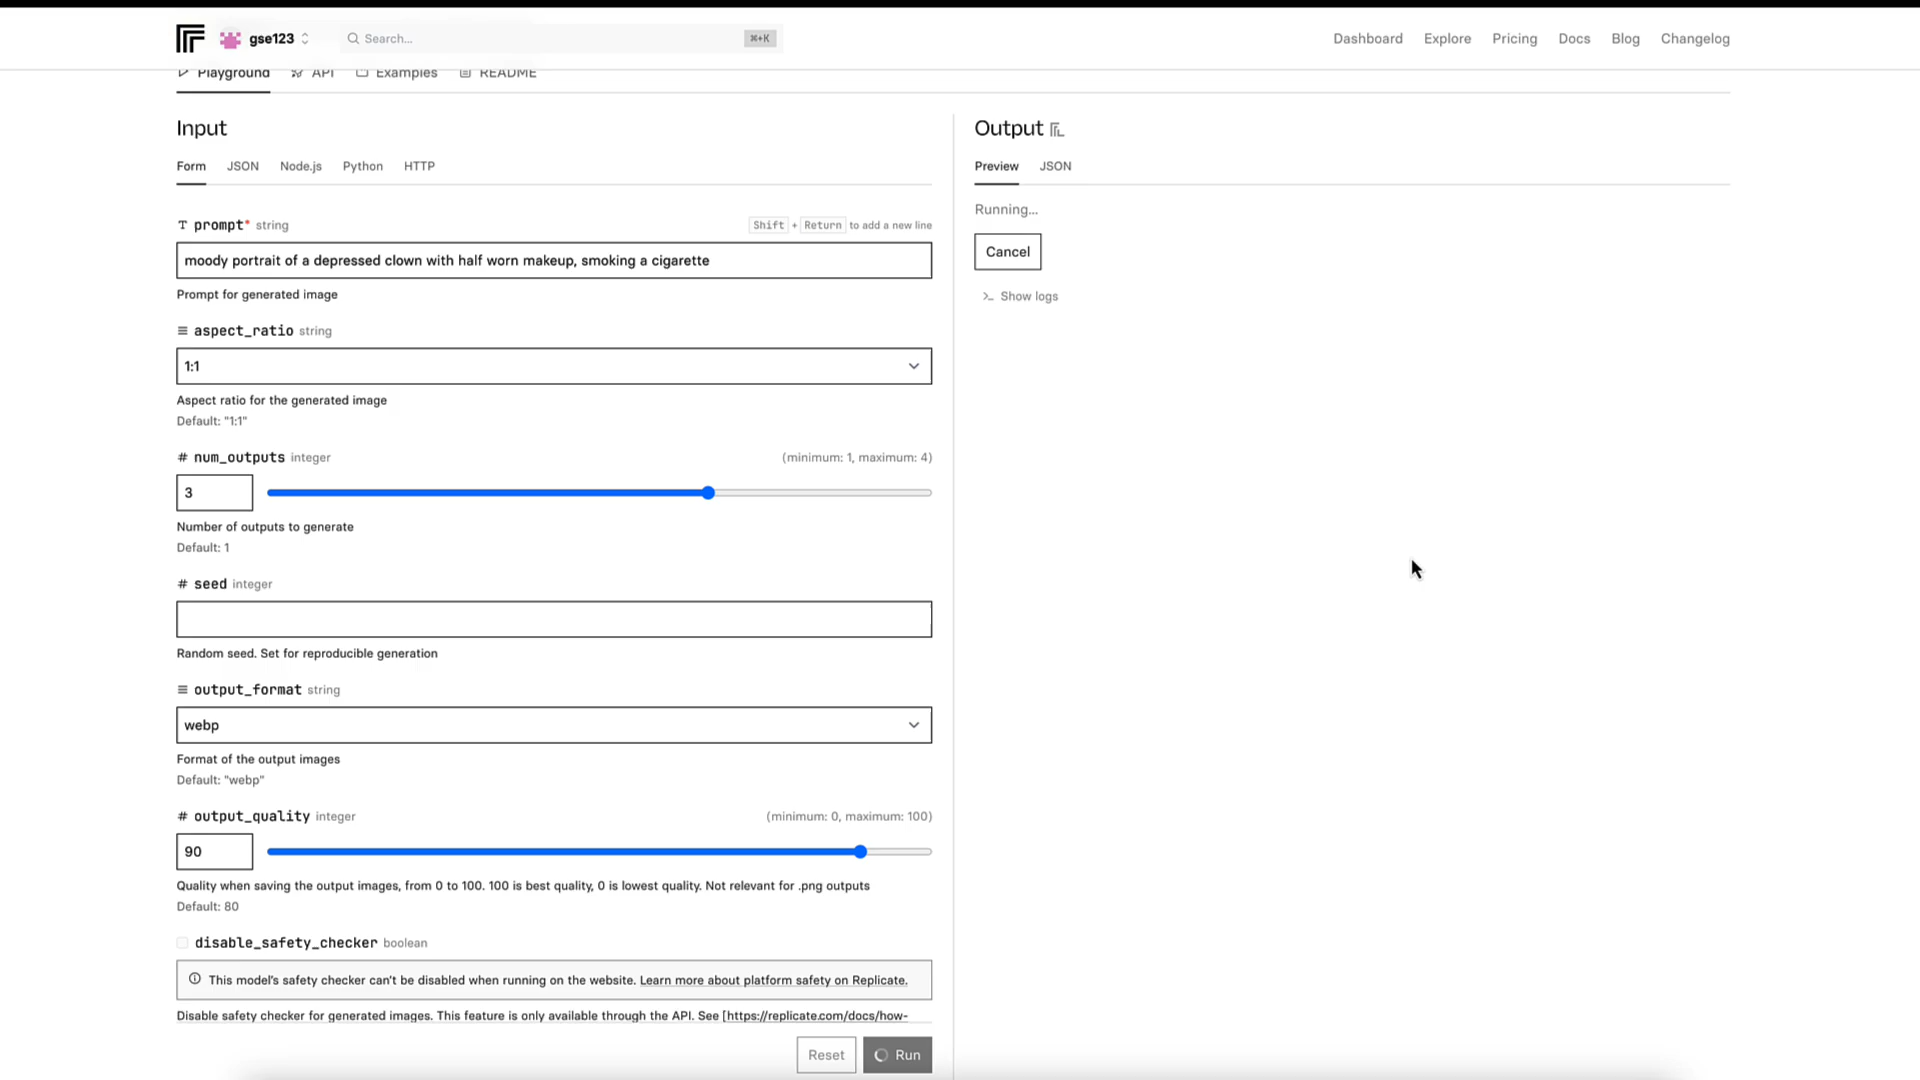 gse123 Search... ⌘+K Dashboard Explore Pricing Docs Blog Changelog
Playground API Examples README
Input
Form JSON Node.js Python HTTP
prompt* string Shift + Return to add a new line
moody portrait of a depressed clown with half worn makeup, smoking a cigarette
Prompt for generated image
aspect_ratio string
1:1
Aspect ratio for the generated image
Default: "1:1"
# num_outputs integer (minimum: 1, maximum: 4)
3
Number of outputs to generate
Default: 1
# seed integer
Random seed. Set for reproducible generation
output_format string
webp
Format of the output images
Default: "webp"
# output_quality integer (minimum: 0, maximum: 100)
90
Quality when saving the output images, from 0 to 100. 100 is best quality, 0 is lowest quality. Not relevant for .png outputs
Default: 80
disable_safety_checker boolean
This model's safety checker can't be disabled when running on the website. Learn more about platform safety on Replicate.
Disable safety checker for generated images. This feature is only available through the API. See [https://replicate.com/docs/how-
Reset Run
Output
Preview JSON
Running...
Cancel
>_ Show logs